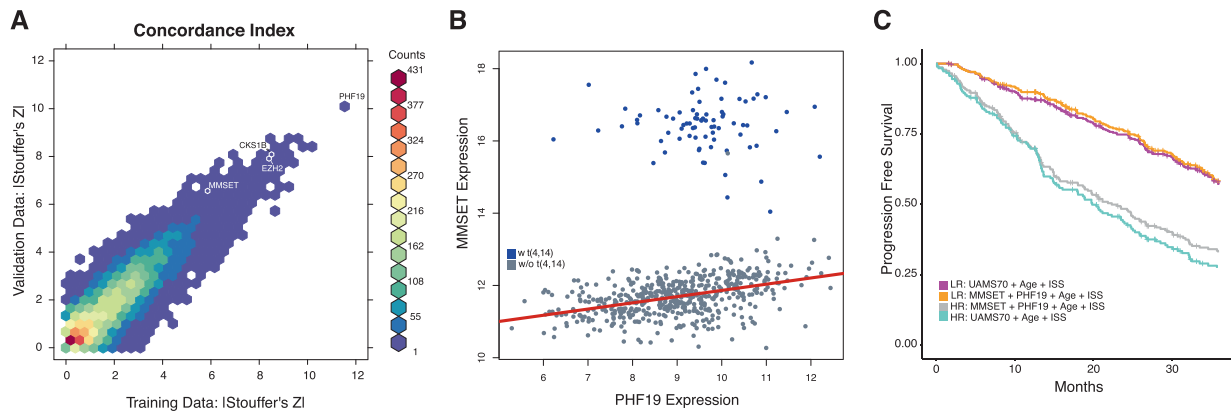 A
Concordance Index
Validation Data: |Stouffer's Z|
12
10
8
6
4
2
0
0 2 4 6 8 10 12
Training Data: |Stouffer's Z|
PHF19
CKS1B
EZH2
MMSET
Counts
431
377
324
270
216
162
108
55
1
B
MMSET Expression
18
16
14
12
10
w t(4,14)
w/o t(4,14)
6 7 8 9 10 11 12
PHF19 Expression
C
Progression Free Survival
1.00
0.75
0.50
0.25
0.00
LR: UAMS70 + Age + ISS
LR: MMSET + PHF19 + Age + ISS
HR: MMSET + PHF19 + Age + ISS
HR: UAMS70 + Age + ISS
0 10 20 30
Months